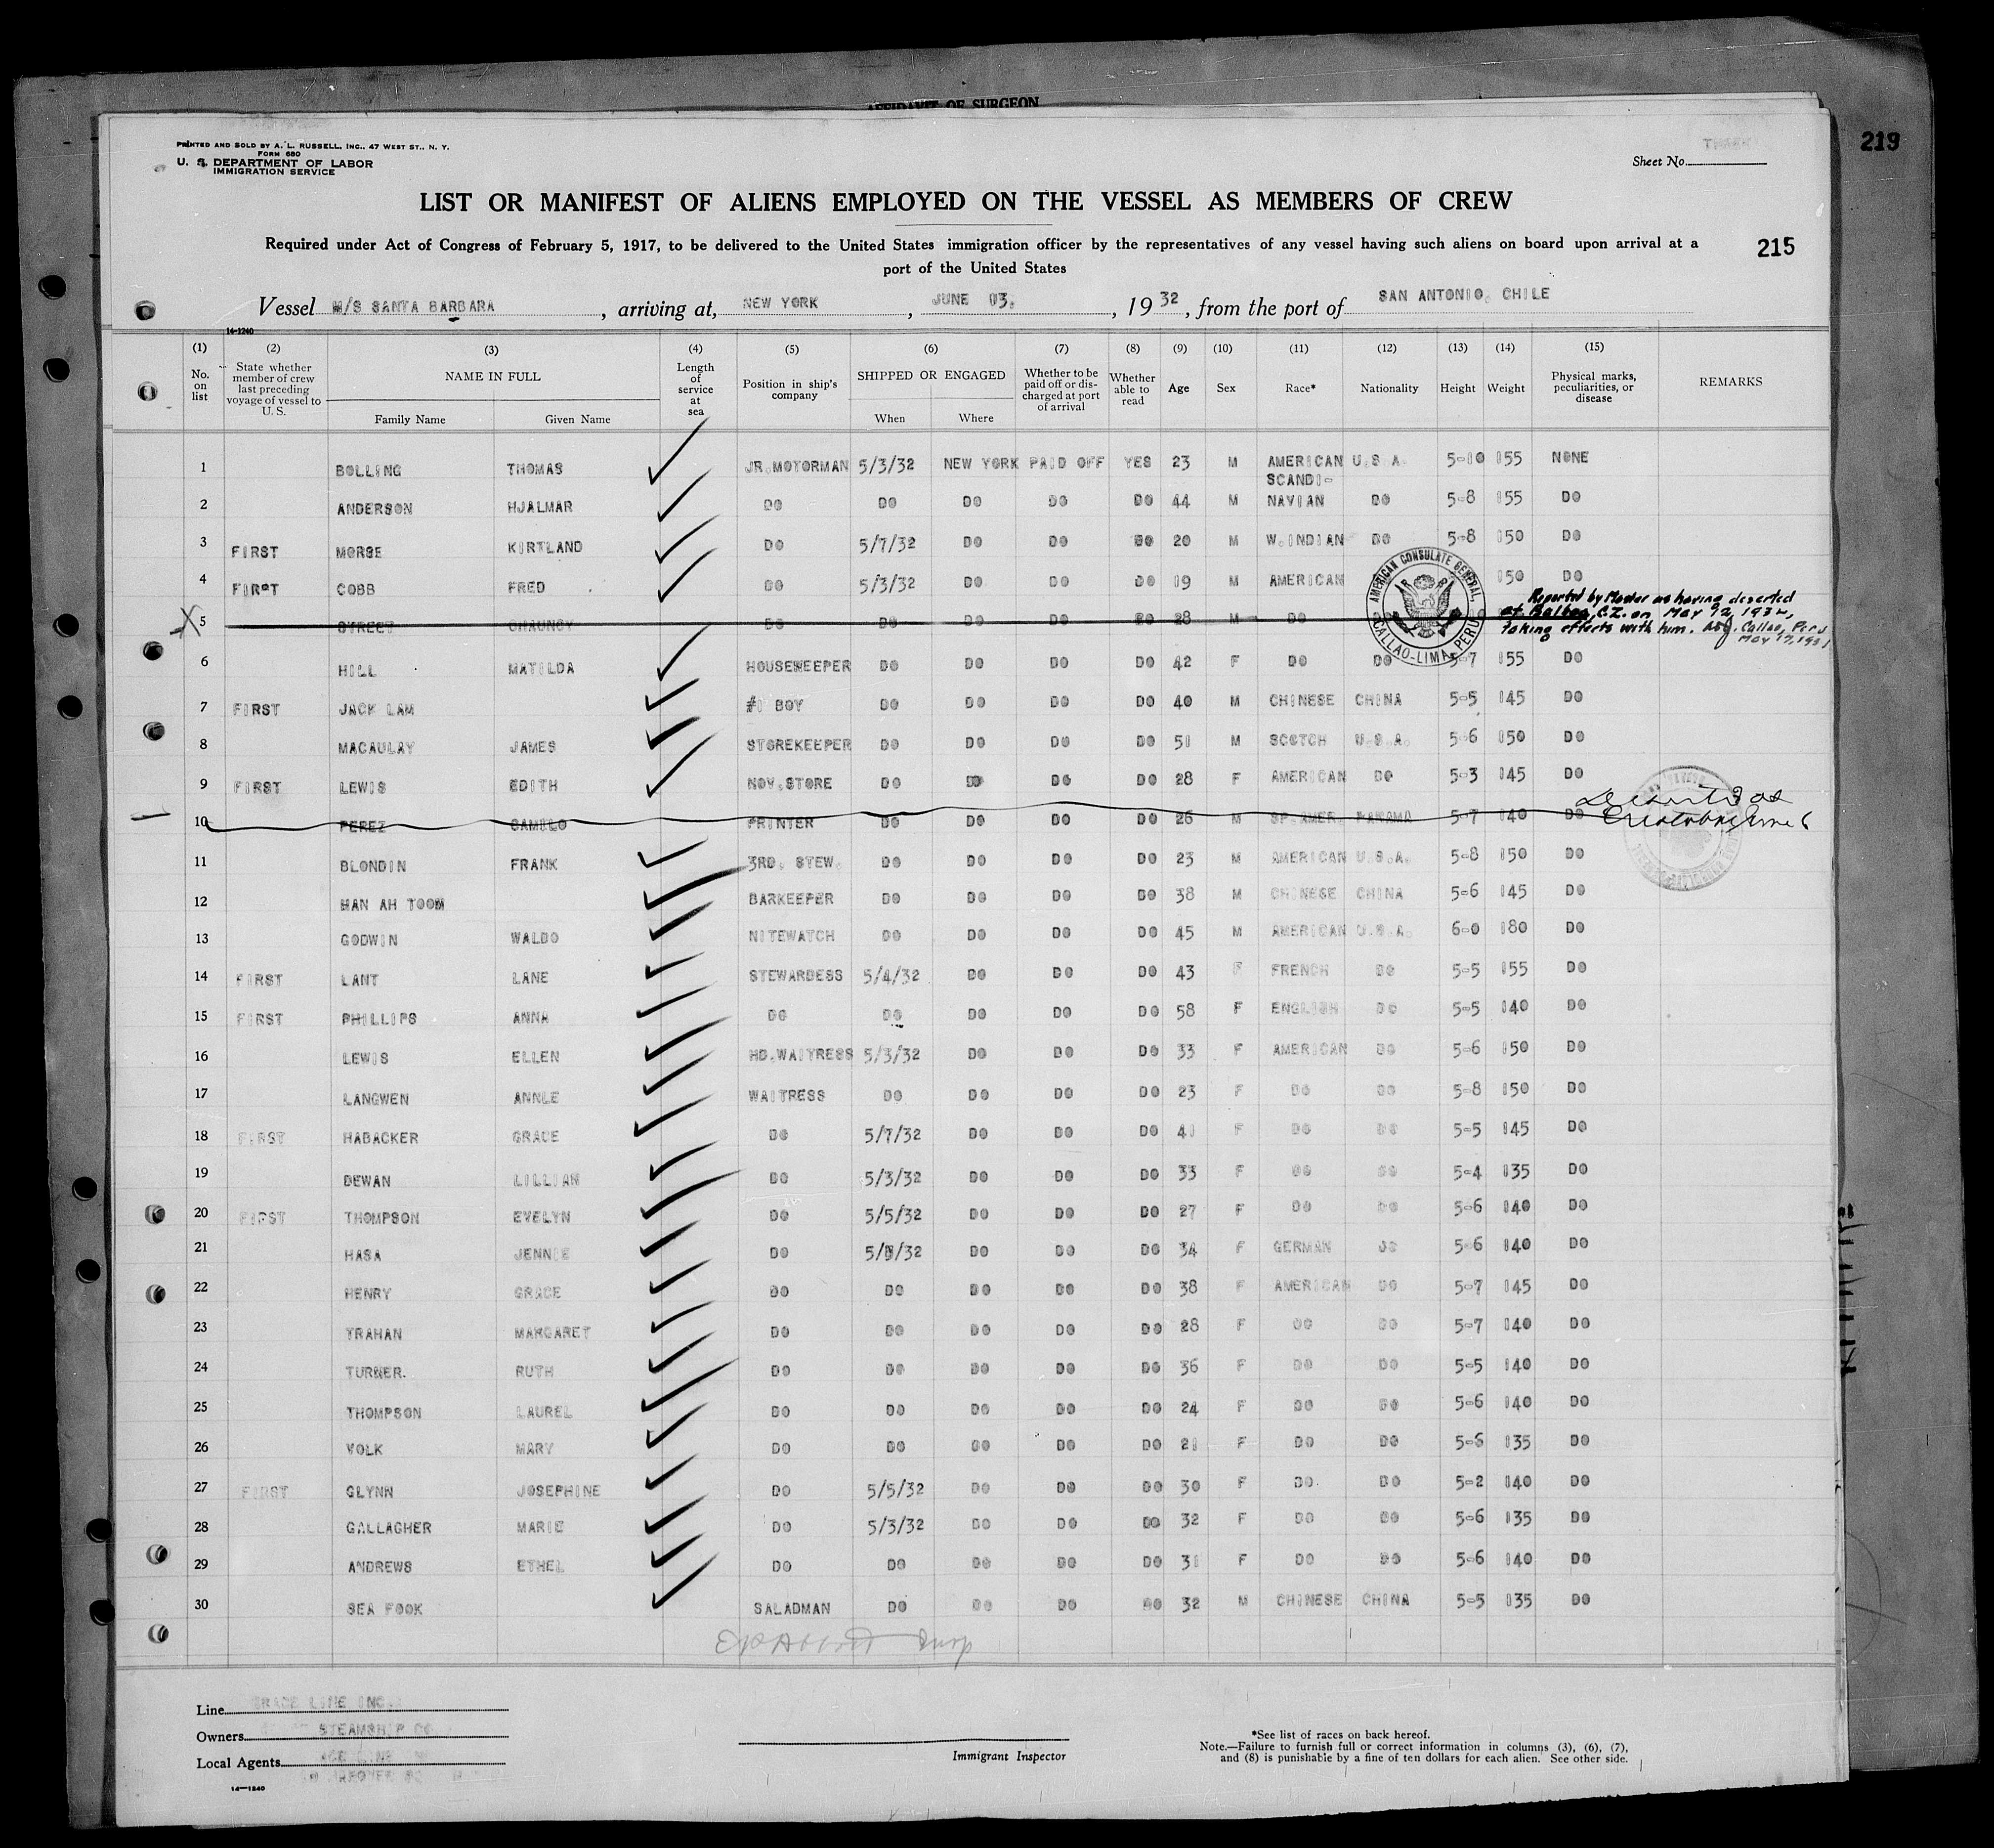 AFFIDAVIT OF SURGEON
219
PRINTED AND SOLD BY A. L. RUSSELL, INC., 47 WEST ST., N. Y.
FORM 680
U. S. DEPARTMENT OF LABOR
IMMIGRATION SERVICE
Sheet No.
LIST OR MANIFEST OF ALIENS EMPLOYED ON THE VESSEL AS MEMBERS OF CREW
Required under Act of Congress of February 5, 1917, to be delivered to the United States immigration officer by the representatives of any vessel having such aliens on board upon arrival at a
port of the United States
215
Vessel M/S SANTA BARBARA, arriving at, NEW YORK, JUNE 03., 1932, from the port of SAN ANTONIO, CHILE
14-1240
(1) (2) (3) (4) (5) (6) (7) (8) (9) (10) (11) (12) (13) (14) (15)
No. on list State whether member of crew last preceding voyage of vessel to U. S. NAME IN FULL Length of service at sea Position in ship's company SHIPPED OR ENGAGED Whether to be paid off or discharged at port of arrival Whether able to read Age Sex Race* Nationality Height Weight Physical marks, peculiarities, or disease REMARKS
Family Name Given Name When Where
1 BOLLING THOMAS JR.MOTORMAN 5/3/32 NEW YORK PAID OFF YES 23 M AMERICAN U.S.A. 5-10 155 NONE
2 ANDERSON HJALMAR DO DO DO DO DO 44 M SCANDI-NAVIAN DO 5-8 155 DO
3 FIRST MORSE KIRTLAND DO 5/7/32 DO DO DO 20 M W.INDIAN DO 5-8 150 DO
4 FIRST COBB FRED DO 5/3/32 DO DO DO 19 M AMERICAN 150 DO
5 STREET CHAUNCY DO DO DO DO DO 28 M DO
Reported by Master as having deserted
at Balboa, C.Z. on May 12, 1932,
taking effects with him. Callao, Peru
May 17, 193
AMERICAN CONSULATE GENERAL, CALLAO-LIMA, PERU
6 HILL MATILDA HOUSEKEEPER DO DO DO DO 42 F DO DO 5-7 155 DO
7 FIRST JACK LAM #1 BOY DO DO DO DO 40 M CHINESE CHINA 5-5 145 DO
8 MACAULAY JAMES STOREKEEPER DO DO DO DO 51 M SCOTCH U.S.A. 5-6 150 DO
9 FIRST LEWIS EDITH NOV.STORE DO DO DO DO 28 F AMERICAN DO 5-3 145 DO
10 PEREZ CAMILO PRINTER DO DO DO DO 26 M SP.AMER. PANAMA 5-7 140 DO
11 BLONDIN FRANK 3RD. STEW. DO DO DO DO 23 M AMERICAN U.S.A. 5-8 150 DO
12 HAN AH TOOM BARKEEPER DO DO DO DO 38 M CHINESE CHINA 5-6 145 DO
13 GODWIN WALDO NITEWATCH DO DO DO DO 45 M AMERICAN U.S.A. 6-0 180 DO
14 FIRST LANT LANE STEWARDESS 5/4/32 DO DO DO 43 F FRENCH DO 5-5 155 DO
15 FIRST PHILLIPS ANNA DO DO DO DO DO 58 F ENGLISH DO 5-5 140 DO
16 LEWIS ELLEN HD.WAITRESS 5/3/32 DO DO DO 33 F AMERICAN DO 5-6 150 DO
17 LANGWEN ANNLE WAITRESS DO DO DO DO 23 F DO DO 5-8 150 DO
18 FIRST HABACKER GRACE DO 5/7/32 DO DO DO 41 F DO DO 5-5 145 DO
19 DEWAN LILLIAN DO 5/3/32 DO DO DO 33 F DO DO 5-4 135 DO
20 FIRST THOMPSON EVELYN DO 5/5/32 DO DO DO 27 F DO DO 5-6 140 DO
21 HASA JENNIE DO 5/3/32 DO DO DO 34 F GERMAN DO 5-6 140 DO
22 HENRY GRACE DO DO DO DO DO 38 F AMERICAN DO 5-7 145 DO
23 TRAHAN MARGARET DO DO DO DO DO 28 F DO DO 5-7 140 DO
24 TURNER. RUTH DO DO DO DO DO 36 F DO DO 5-5 140 DO
25 THOMPSON LAUREL DO DO DO DO DO 24 F DO DO 5-6 140 DO
26 VOLK MARY DO DO DO DO DO 21 F DO DO 5-6 135 DO
27 FIRST GLYNN JOSEPHINE DO 5/5/32 DO DO DO 30 F DO DO 5-2 140 DO
28 GALLAGHER MARIE DO 5/3/32 DO DO DO 32 F DO DO 5-6 135 DO
29 ANDREWS ETHEL DO DO DO DO DO 31 F DO DO 5-6 140 DO
30 SEA FOOK SALADMAN DO DO DO DO 32 M CHINESE CHINA 5-5 135 DO
Line GRACE LINE INC.
Owners STEAMSHIP CO.
Local Agents LINE
14-1240
Immigrant Inspector
*See list of races on back hereof.
Note.—Failure to furnish full or correct information in columns (3), (6), (7),
and (8) is punishable by a fine of ten dollars for each alien. See other side.